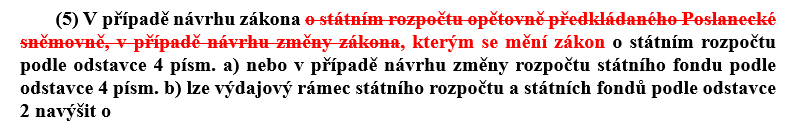 (5) V případě návrhu zákona o státním rozpočtu opětovně předkládaného Poslanecké
sněmovně, v případě návrhu změny zákona, kterým se mění zákon o státním rozpočtu
podle odstavce 4 písm. a) nebo v případě návrhu změny rozpočtu státního fondu podle
odstavce 4 písm. b) lze výdajový rámec státního rozpočtu a státních fondů podle odstavce
2 navýšit o